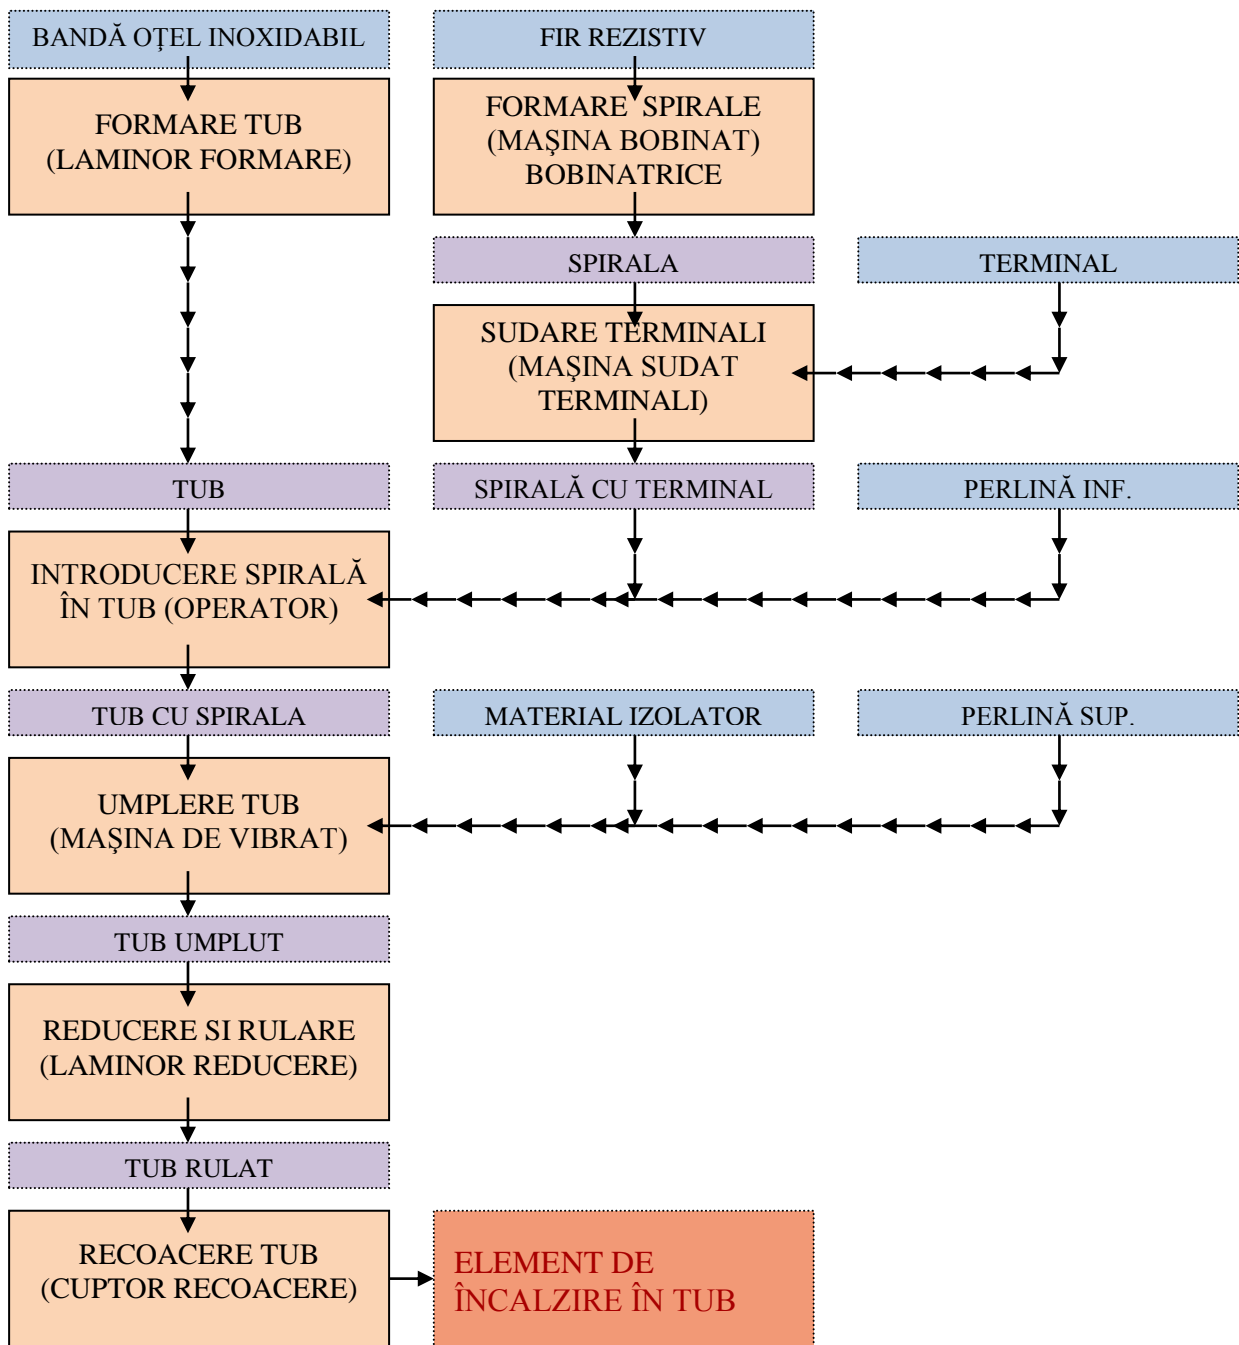 BANDĂ OŢEL INOXIDABIL
FIR REZISTIV
FORMARE TUB
(LAMINOR FORMARE)
FORMARE SPIRALE
(MAŞINA BOBINAT)
BOBINATRICE
SPIRALA
TERMINAL
SUDARE TERMINALI
(MAŞINA SUDAT
TERMINALI)
TUB
SPIRALĂ CU TERMINAL
PERLINĂ INF.
INTRODUCERE SPIRALĂ
ÎN TUB (OPERATOR)
TUB CU SPIRALA
MATERIAL IZOLATOR
PERLINĂ SUP.
UMPLERE TUB
(MAŞINA DE VIBRAT)
TUB UMPLUT
REDUCERE SI RULARE
(LAMINOR REDUCERE)
TUB RULAT
RECOACERE TUB
(CUPTOR RECOACERE)
ELEMENT DE
ÎNCALZIRE ÎN TUB